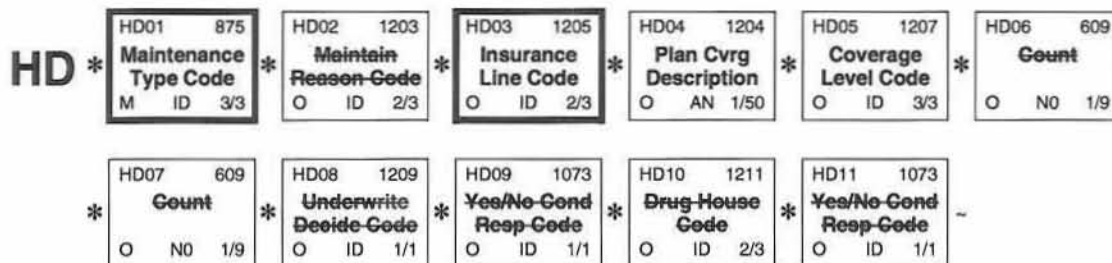 HD * HD01 875 * HD02 1203 * HD03 1205 * HD04 1204 * HD05 1207 * HD06 609
Maintenance Maintain Insurance Plan Cvrg Coverage Count
Type Code Reason Code Line Code Description Level Code
M ID 3/3 O ID 2/3 O ID 2/3 O AN 1/50 O ID 3/3 O N0 1/9
* HD07 609 * HD08 1209 * HD09 1073 * HD10 1211 * HD11 1073 ~
Count Underwrite Yes/No Cond Drug House Yes/No Cond
Decide Code Resp Code Code Resp Code
O N0 1/9 O ID 1/1 O ID 1/1 O ID 2/3 O ID 1/1